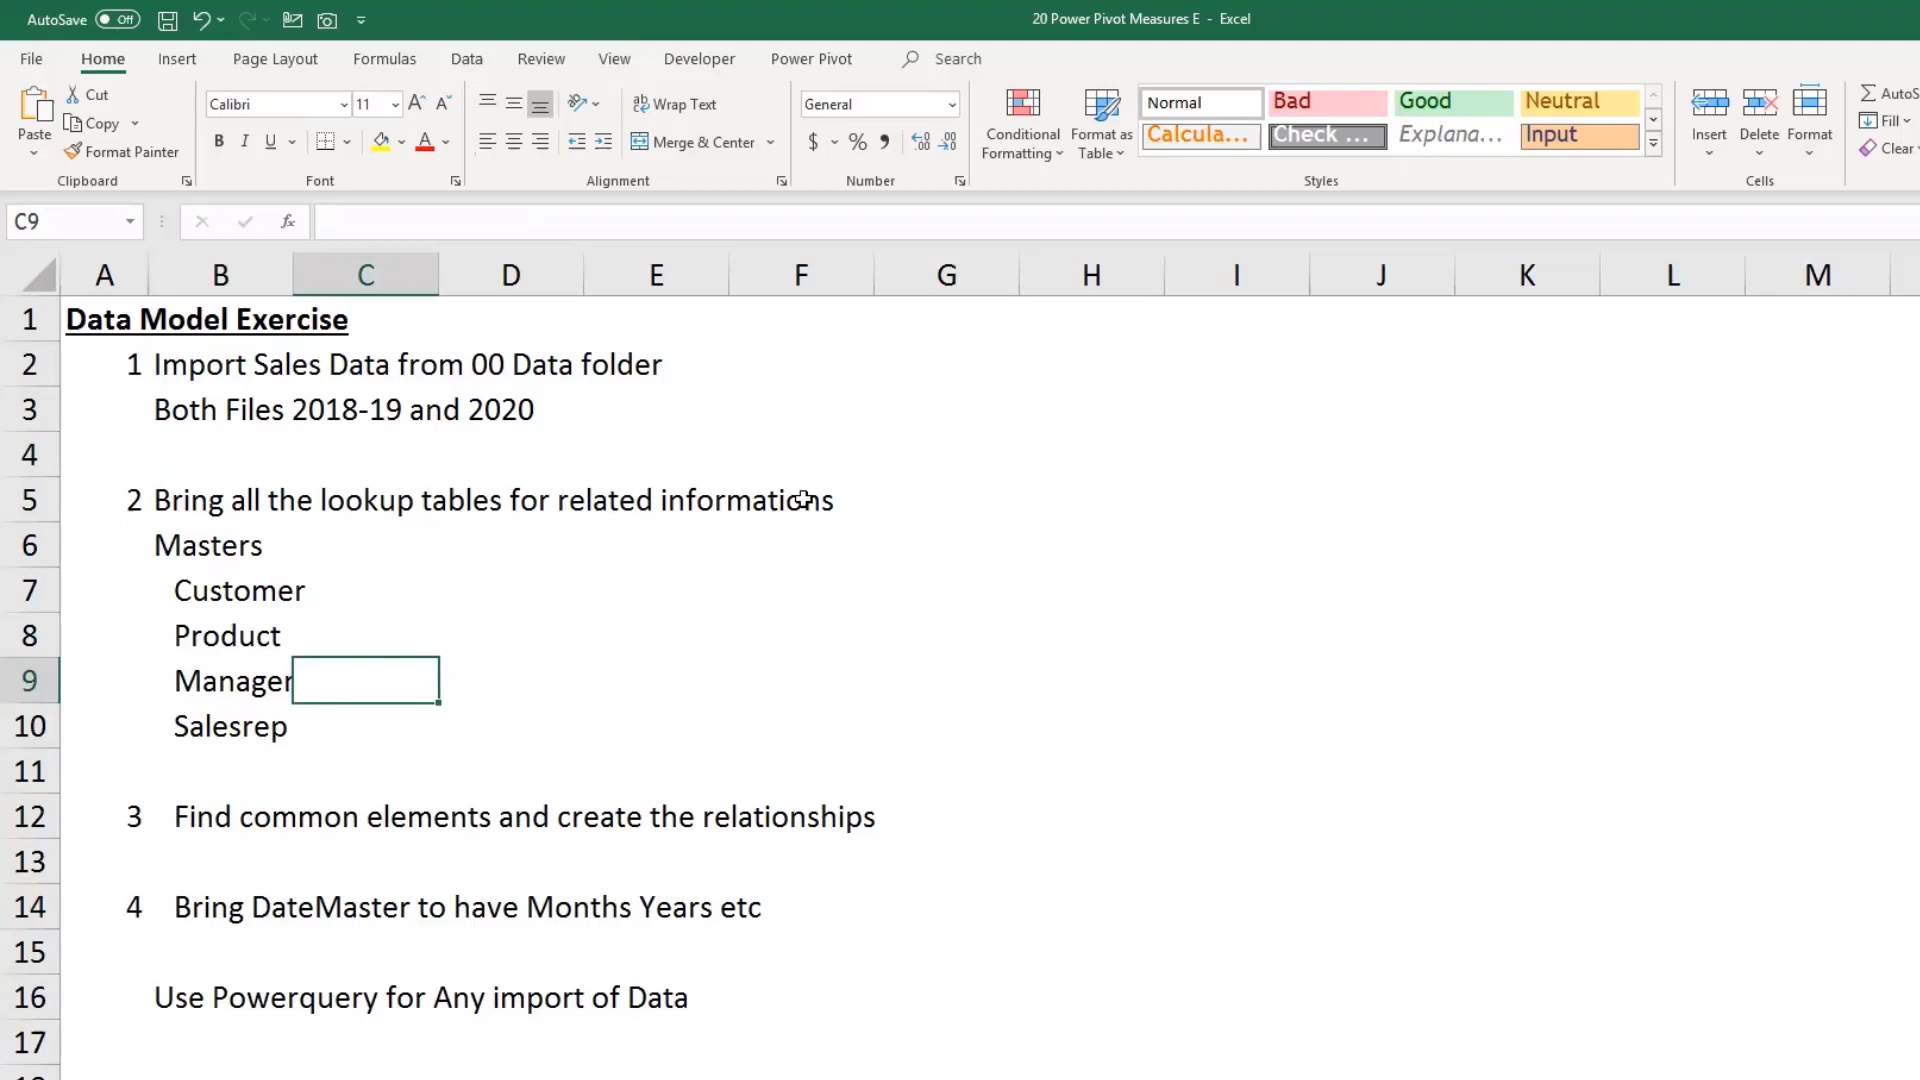 AutoSave Off 20 Power Pivot Measures E - Excel
File Home Insert Page Layout Formulas Data Review View Developer Power Pivot Search
Paste Cut Copy Format Painter Clipboard
Calibri 11 B I U Font
Wrap Text Merge & Center Alignment
General $ % Number
Conditional Formatting Format as Table
Normal Bad Good Neutral
Calcula... Check ... Explana... Input
Styles
Insert Delete Format Cells
AutoS
Fill
Clear
C9 fx
A B C D E F G H I J K L M
1 Data Model Exercise
2 1 Import Sales Data from 00 Data folder
3 Both Files 2018-19 and 2020
4
5 2 Bring all the lookup tables for related informations
6 Masters
7 Customer
8 Product
9 Manager
10 Salesrep
11
12 3 Find common elements and create the relationships
13
14 4 Bring DateMaster to have Months Years etc
15
16 Use Powerquery for Any import of Data
17